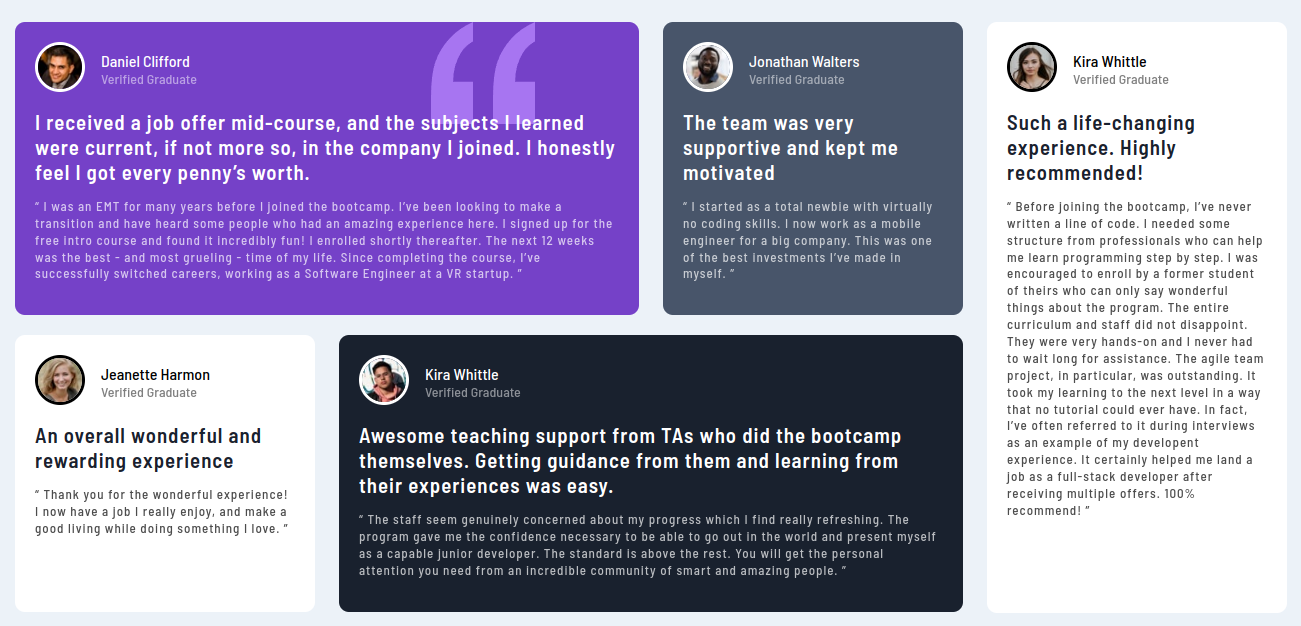 Daniel Clifford
Verified Graduate
I received a job offer mid-course, and the subjects I learned
were current, if not more so, in the company I joined. I honestly
feel I got every penny’s worth.
“ I was an EMT for many years before I joined the bootcamp. I’ve been looking to make a
transition and have heard some people who had an amazing experience here. I signed up for the
free intro course and found it incredibly fun! I enrolled shortly thereafter. The next 12 weeks
was the best - and most grueling - time of my life. Since completing the course, I’ve
successfully switched careers, working as a Software Engineer at a VR startup. ”
Jonathan Walters
Verified Graduate
The team was very
supportive and kept me
motivated
“ I started as a total newbie with virtually
no coding skills. I now work as a mobile
engineer for a big company. This was one
of the best investments I’ve made in
myself. ”
Kira Whittle
Verified Graduate
Such a life-changing
experience. Highly
recommended!
“ Before joining the bootcamp, I’ve never
written a line of code. I needed some
structure from professionals who can help
me learn programming step by step. I was
encouraged to enroll by a former student
of theirs who can only say wonderful
things about the program. The entire
curriculum and staff did not disappoint.
They were very hands-on and I never had
to wait long for assistance. The agile team
project, in particular, was outstanding. It
took my learning to the next level in a way
that no tutorial could ever have. In fact,
I’ve often referred to it during interviews
as an example of my developent
experience. It certainly helped me land a
job as a full-stack developer after
receiving multiple offers. 100%
recommend! ”
Jeanette Harmon
Verified Graduate
An overall wonderful and
rewarding experience
“ Thank you for the wonderful experience!
I now have a job I really enjoy, and make a
good living while doing something I love. ”
Kira Whittle
Verified Graduate
Awesome teaching support from TAs who did the bootcamp
themselves. Getting guidance from them and learning from
their experiences was easy.
“ The staff seem genuinely concerned about my progress which I find really refreshing. The
program gave me the confidence necessary to be able to go out in the world and present myself
as a capable junior developer. The standard is above the rest. You will get the personal
attention you need from an incredible community of smart and amazing people. ”